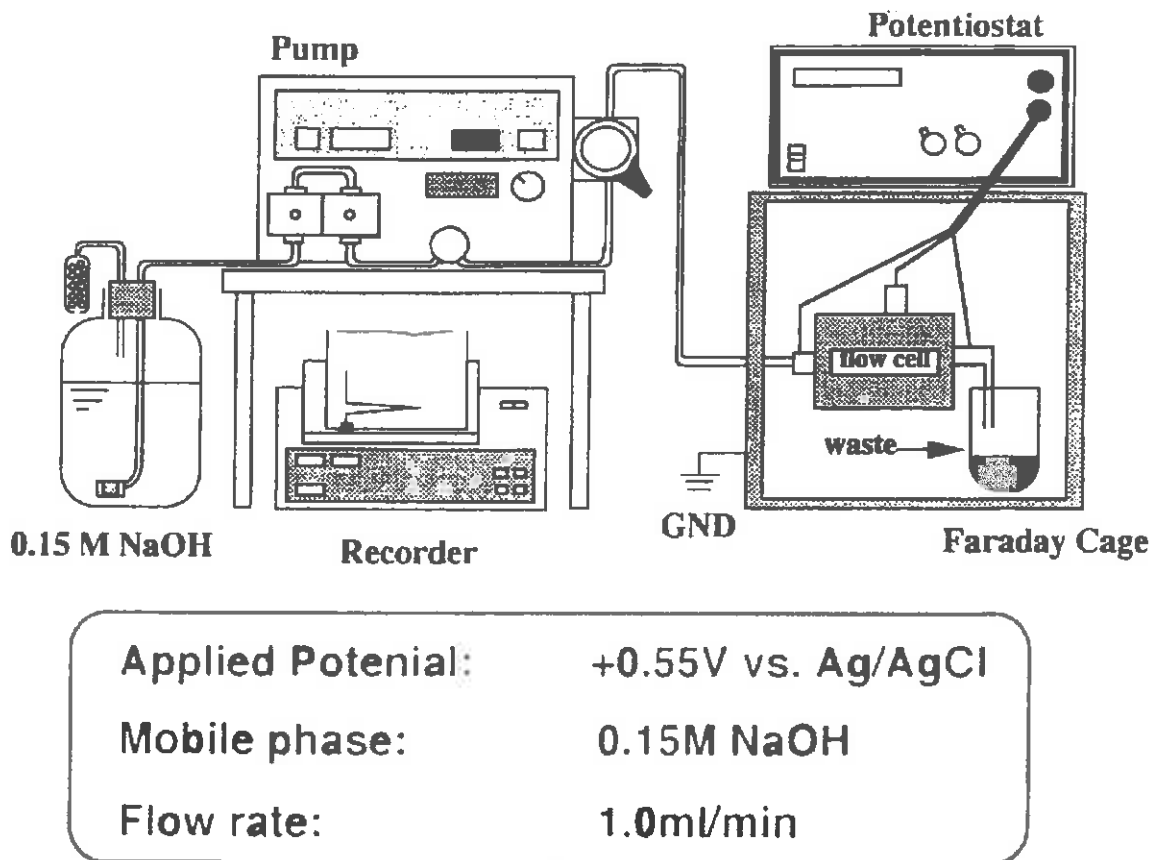 Potentiostat
Pump
flow cell
waste
GND
0.15 M NaOH
Recorder
Faraday Cage
Applied Potenial: +0.55V vs. Ag/AgCl
Mobile phase: 0.15M NaOH
Flow rate: 1.0ml/min